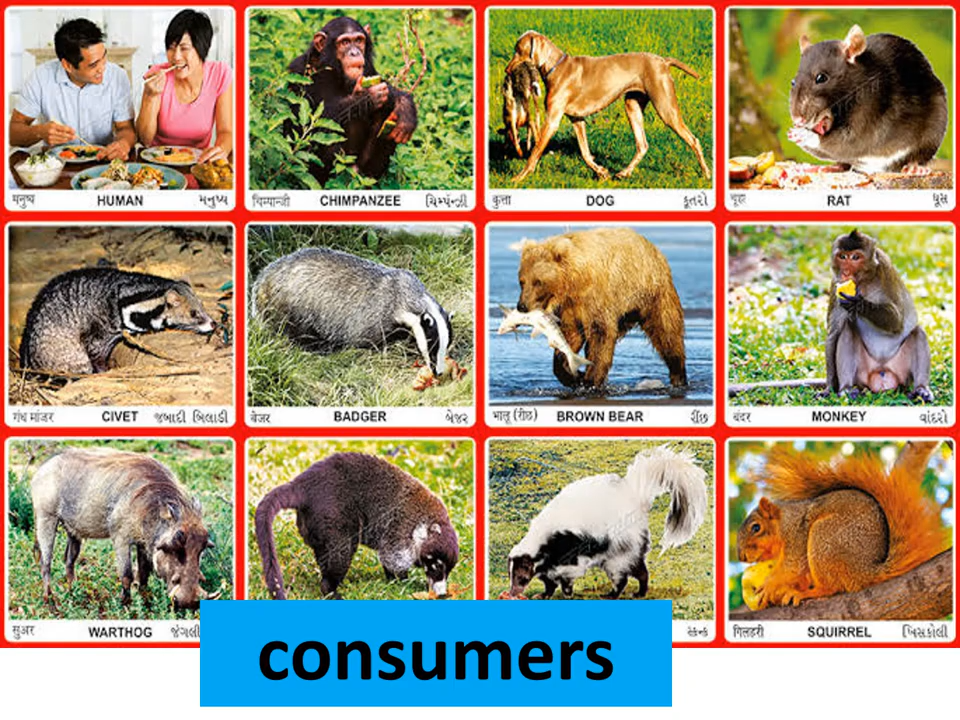 मनुष्य HUMAN મનુષ્ય
चिम्पान्जी CHIMPANZEE ચિમ્પંન્ઝી
कुत्ता DOG કૂતરો
चूहा RAT ઘૂસ
गंध मांजर CIVET જબાદી બિલાડી
बेजर BADGER બેજર
भालू (रीछ) BROWN BEAR રીંછ
बंदर MONKEY વાંદરો
सुअर WARTHOG જંગલી
स्कंन्क
गिलहरी SQUIRREL ખિસકોલી
consumers